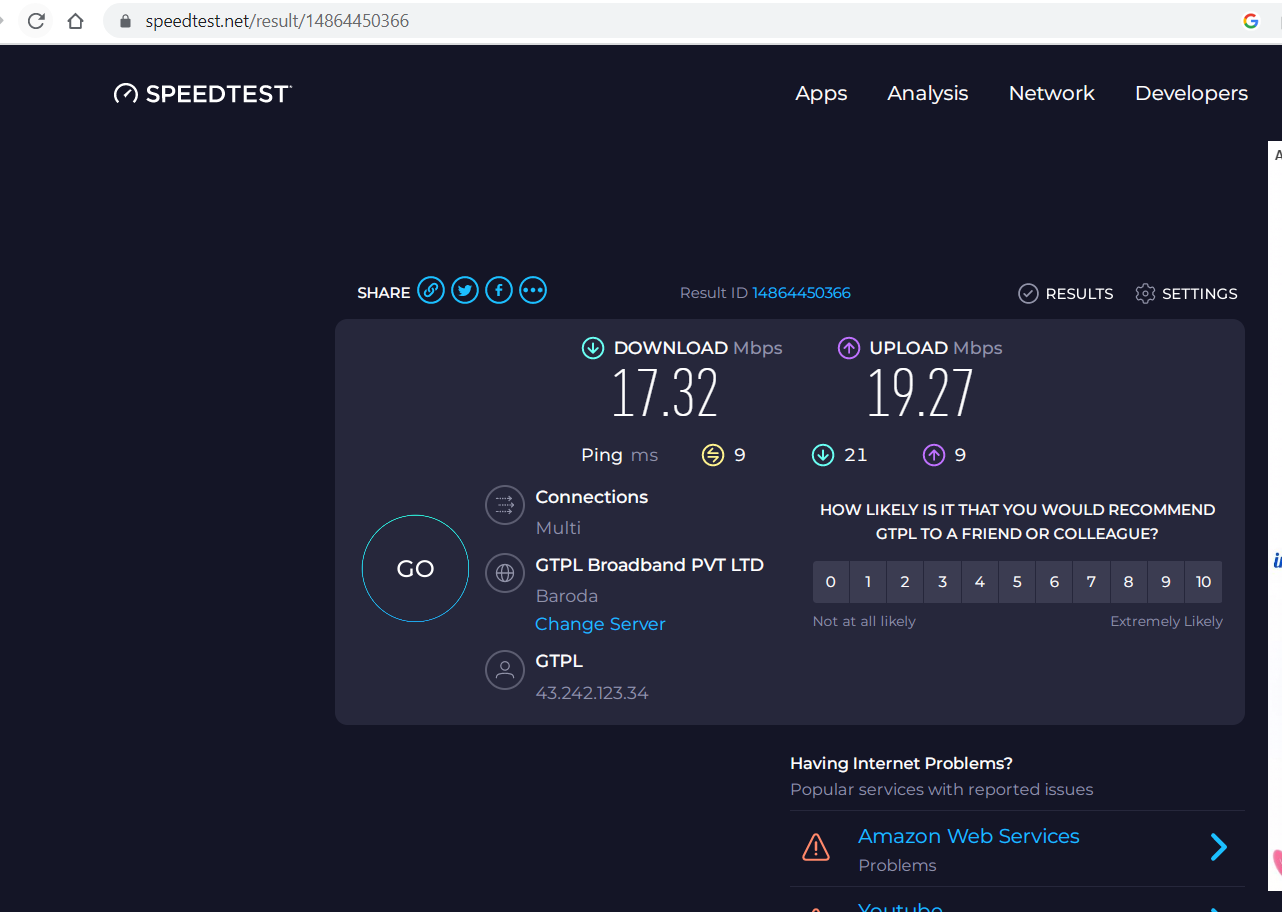 speedtest.net/result/14864450366
SPEEDTEST
Apps Analysis Network Developers
SHARE
Result ID 14864450366
RESULTS SETTINGS
DOWNLOAD Mbps
17.32
UPLOAD Mbps
19.27
Ping ms 9 21 9
GO
Connections
Multi
GTPL Broadband PVT LTD
Baroda
Change Server
GTPL
43.242.123.34
HOW LIKELY IS IT THAT YOU WOULD RECOMMEND
GTPL TO A FRIEND OR COLLEAGUE?
0 1 2 3 4 5 6 7 8 9 10
Not at all likely Extremely Likely
Having Internet Problems?
Popular services with reported issues
Amazon Web Services
Problems
Youtube